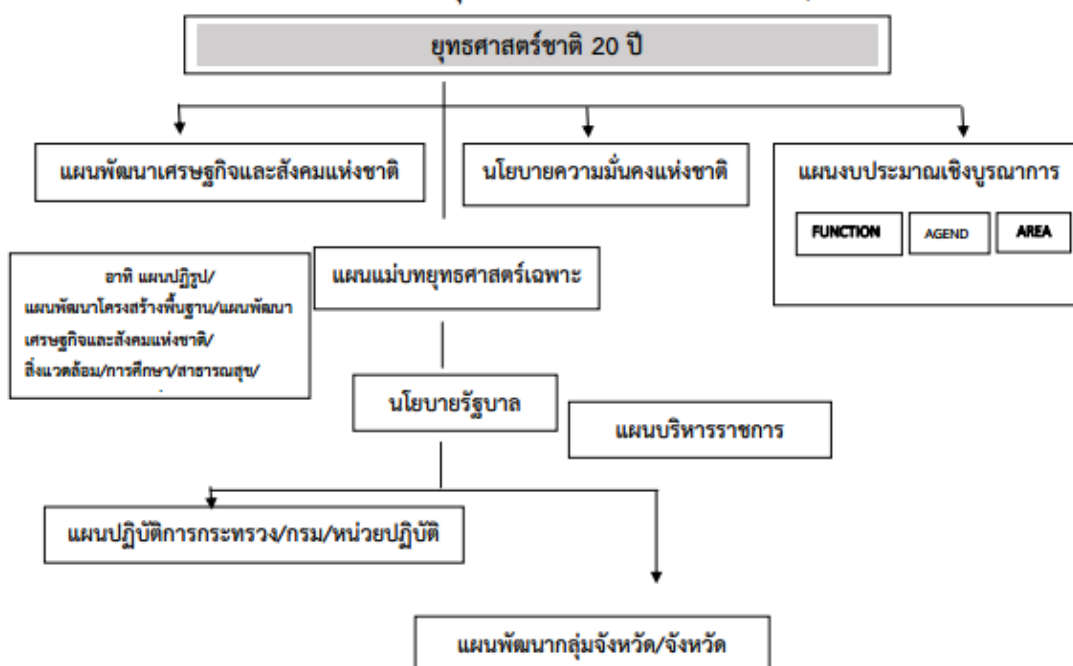 ยุทธศาสตร์ชาติ 20 ปี
แผนพัฒนาเศรษฐกิจและสังคมแห่งชาติ
นโยบายความมั่นคงแห่งชาติ
แผนงบประมาณเชิงบูรณาการ
FUNCTION
AGEND
AREA
อาทิ แผนปฏิรูป/
แผนพัฒนาโครงสร้างพื้นฐาน/แผนพัฒนา
เศรษฐกิจและสังคมแห่งชาติ/
สิ่งแวดล้อม/การศึกษา/สาธารณสุข/
แผนแม่บทยุทธศาสตร์เฉพาะ
นโยบายรัฐบาล
แผนบริหารราชการ
แผนปฏิบัติการกระทรวง/กรม/หน่วยปฏิบัติ
แผนพัฒนากลุ่มจังหวัด/จังหวัด